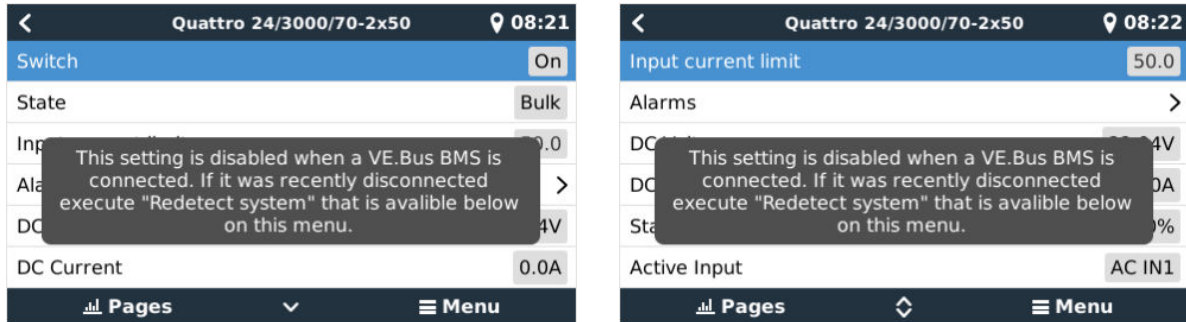 Quattro 24/3000/70-2x50 08:21
Switch On
State Bulk
This setting is disabled when a VE.Bus BMS is
connected. If it was recently disconnected
execute "Redetect system" that is avalible below
on this menu.
DC Current 0.0A
Pages Menu
Quattro 24/3000/70-2x50 08:22
Input current limit 50.0
Alarms
This setting is disabled when a VE.Bus BMS is
connected. If it was recently disconnected
execute "Redetect system" that is avalible below
on this menu.
Active Input AC IN1
Pages Menu